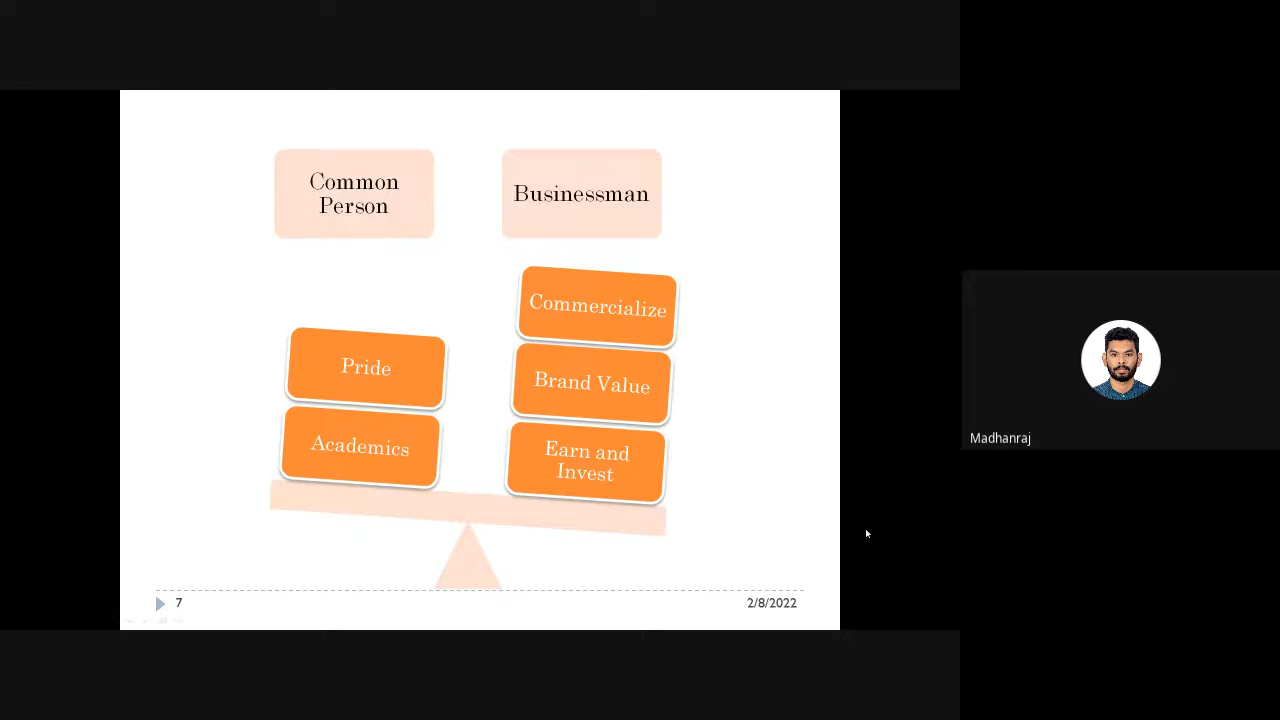 Common
Person
Businessman
Commercialize
Pride
Brand Value
Academics
Earn and
Invest
7
2/8/2022
Madhanraj